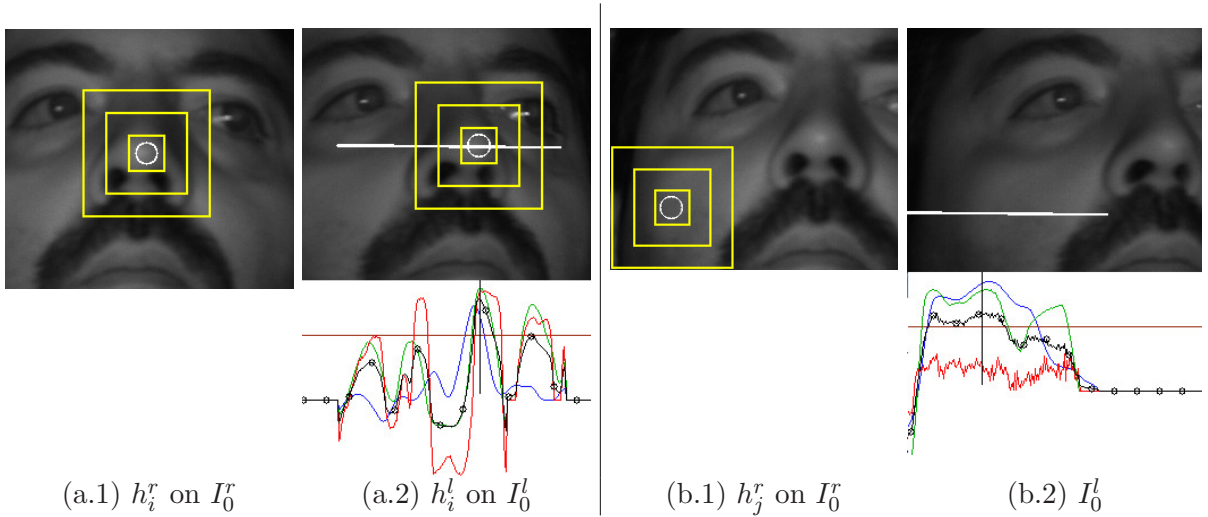 (a.1) $h_i^r$ on $I_0^r$
(a.2) $h_i^l$ on $I_0^l$
(b.1) $h_j^r$ on $I_0^r$
(b.2) $I_0^l$